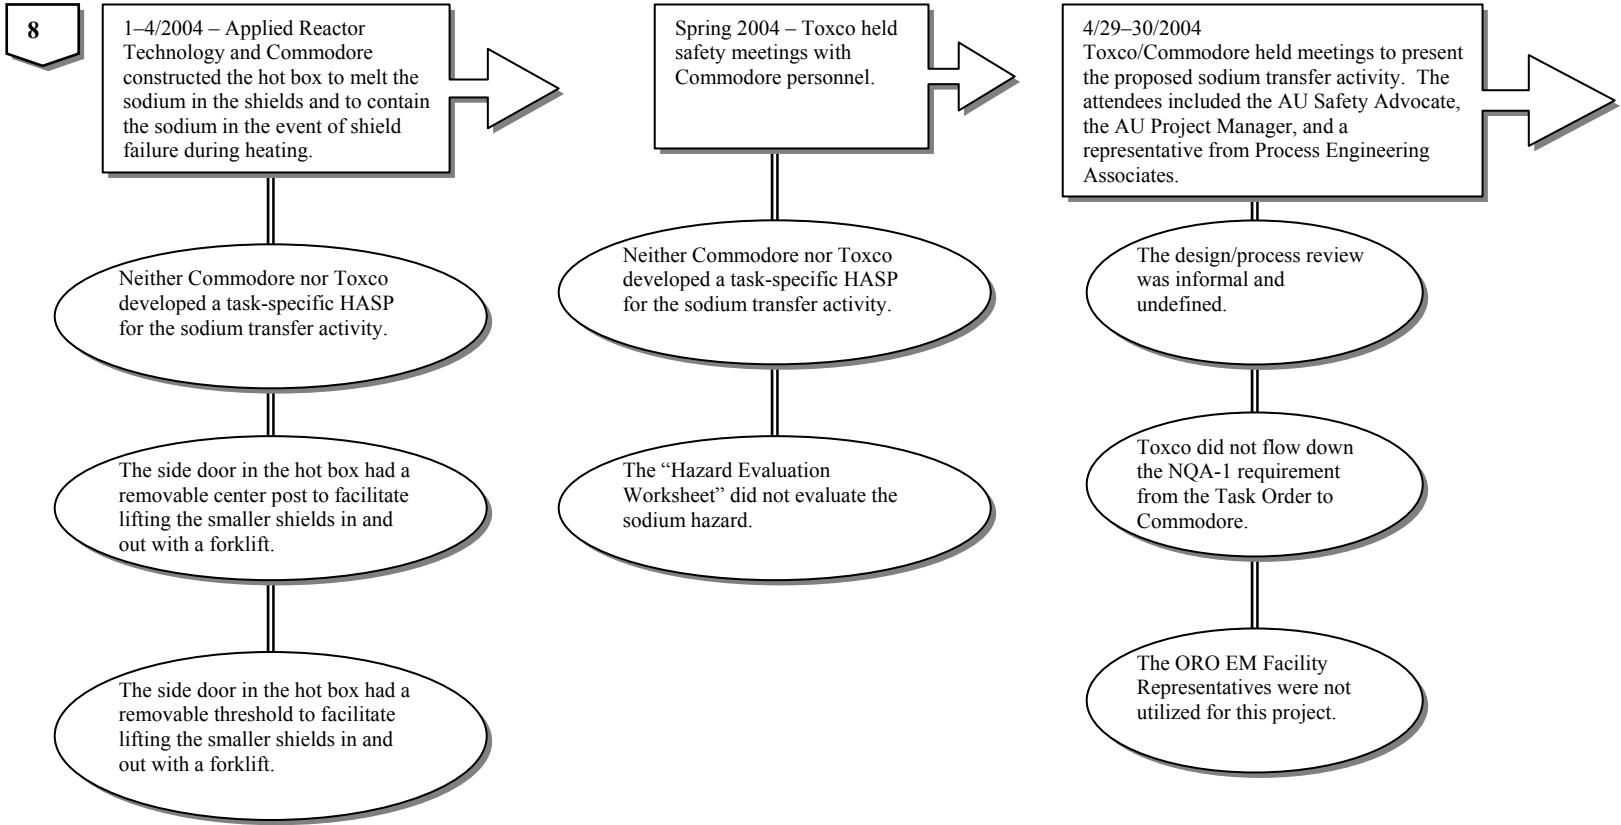 8
1–4/2004 – Applied Reactor
Technology and Commodore
constructed the hot box to melt the
sodium in the shields and to contain
the sodium in the event of shield
failure during heating.
Neither Commodore nor Toxco
developed a task-specific HASP
for the sodium transfer activity.
The side door in the hot box had a
removable center post to facilitate
lifting the smaller shields in and
out with a forklift.
The side door in the hot box had a
removable threshold to facilitate
lifting the smaller shields in and
out with a forklift.
Spring 2004 – Toxco held
safety meetings with
Commodore personnel.
Neither Commodore nor Toxco
developed a task-specific HASP
for the sodium transfer activity.
The “Hazard Evaluation
Worksheet” did not evaluate the
sodium hazard.
4/29–30/2004
Toxco/Commodore held meetings to present
the proposed sodium transfer activity.  The
attendees included the AU Safety Advocate,
the AU Project Manager, and a
representative from Process Engineering
Associates.
The design/process review
was informal and
undefined.
Toxco did not flow down
the NQA-1 requirement
from the Task Order to
Commodore.
The ORO EM Facility
Representatives were not
utilized for this project.